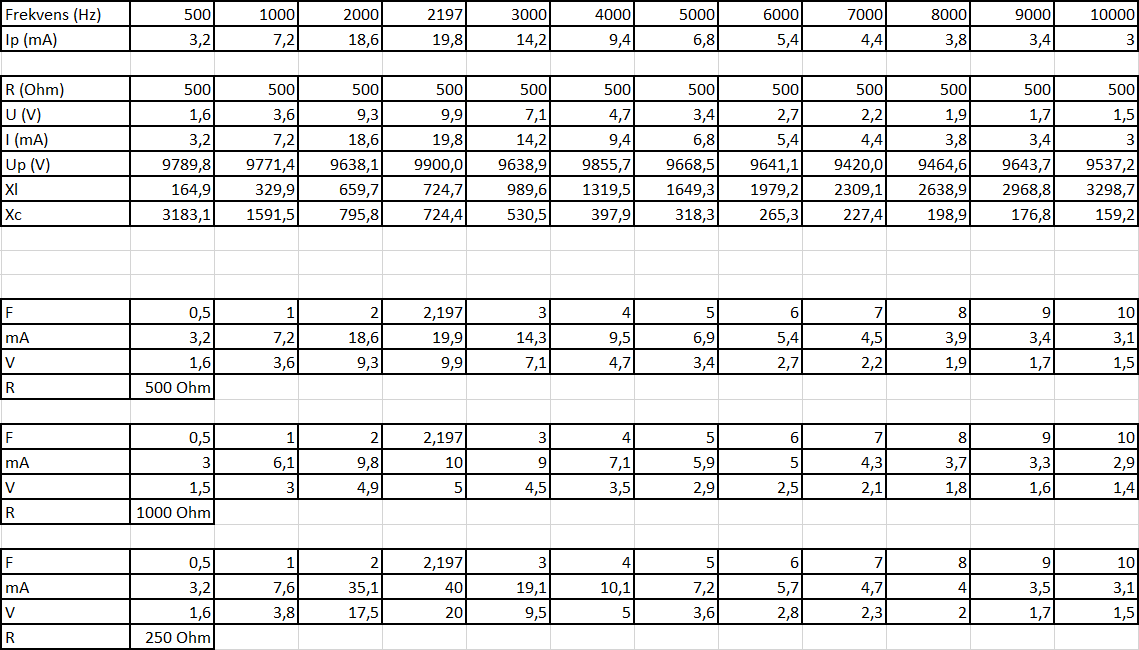 Frekvens (Hz) 500 1000 2000 2197 3000 4000 5000 6000 7000 8000 9000 10000
Ip (mA) 3,2 7,2 18,6 19,8 14,2 9,4 6,8 5,4 4,4 3,8 3,4 3
R (Ohm) 500 500 500 500 500 500 500 500 500 500 500 500
U (V) 1,6 3,6 9,3 9,9 7,1 4,7 3,4 2,7 2,2 1,9 1,7 1,5
I (mA) 3,2 7,2 18,6 19,8 14,2 9,4 6,8 5,4 4,4 3,8 3,4 3
Up (V) 9789,8 9771,4 9638,1 9900,0 9638,9 9855,7 9668,5 9641,1 9420,0 9464,6 9643,7 9537,2
Xl 164,9 329,9 659,7 724,7 989,6 1319,5 1649,3 1979,2 2309,1 2638,9 2968,8 3298,7
Xc 3183,1 1591,5 795,8 724,4 530,5 397,9 318,3 265,3 227,4 198,9 176,8 159,2
F 0,5 1 2 2,197 3 4 5 6 7 8 9 10
mA 3,2 7,2 18,6 19,9 14,3 9,5 6,9 5,4 4,5 3,9 3,4 3,1
V 1,6 3,6 9,3 9,9 7,1 4,7 3,4 2,7 2,2 1,9 1,7 1,5
R 500 Ohm
F 0,5 1 2 2,197 3 4 5 6 7 8 9 10
mA 3 6,1 9,8 10 9 7,1 5,9 5 4,3 3,7 3,3 2,9
V 1,5 3 4,9 5 4,5 3,5 2,9 2,5 2,1 1,8 1,6 1,4
R 1000 Ohm
F 0,5 1 2 2,197 3 4 5 6 7 8 9 10
mA 3,2 7,6 35,1 40 19,1 10,1 7,2 5,7 4,7 4 3,5 3,1
V 1,6 3,8 17,5 20 9,5 5 3,6 2,8 2,3 2 1,7 1,5
R 250 Ohm